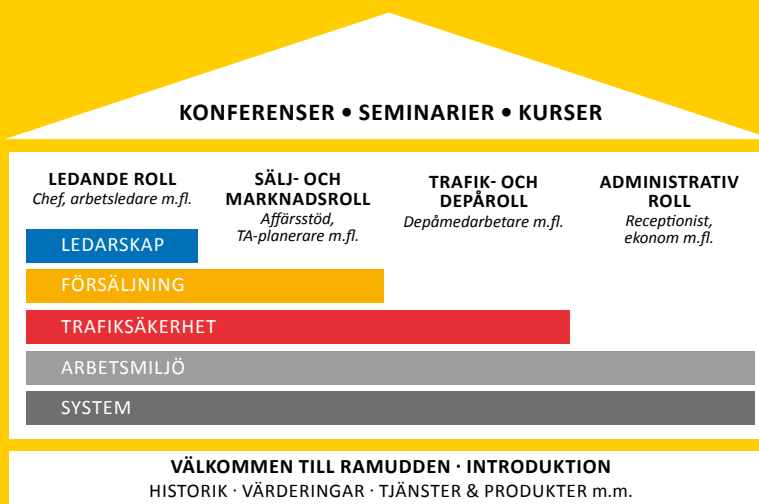 KONFERENSER • SEMINARIER • KURSER
LEDANDE ROLL
Chef, arbetsledare m.fl.
SÄLJ- OCH
MARKNADSROLL
Affärsstöd,
TA-planerare m.fl.
TRAFIK- OCH
DEPÅROLL
Depåmedarbetare m.fl.
ADMINISTRATIV
ROLL
Receptionist,
ekonom m.fl.
LEDARSKAP
FÖRSÄLJNING
TRAFIKSÄKERHET
ARBETSMILJÖ
SYSTEM
VÄLKOMMEN TILL RAMUDDEN · INTRODUKTION
HISTORIK · VÄRDERINGAR · TJÄNSTER & PRODUKTER m.m.